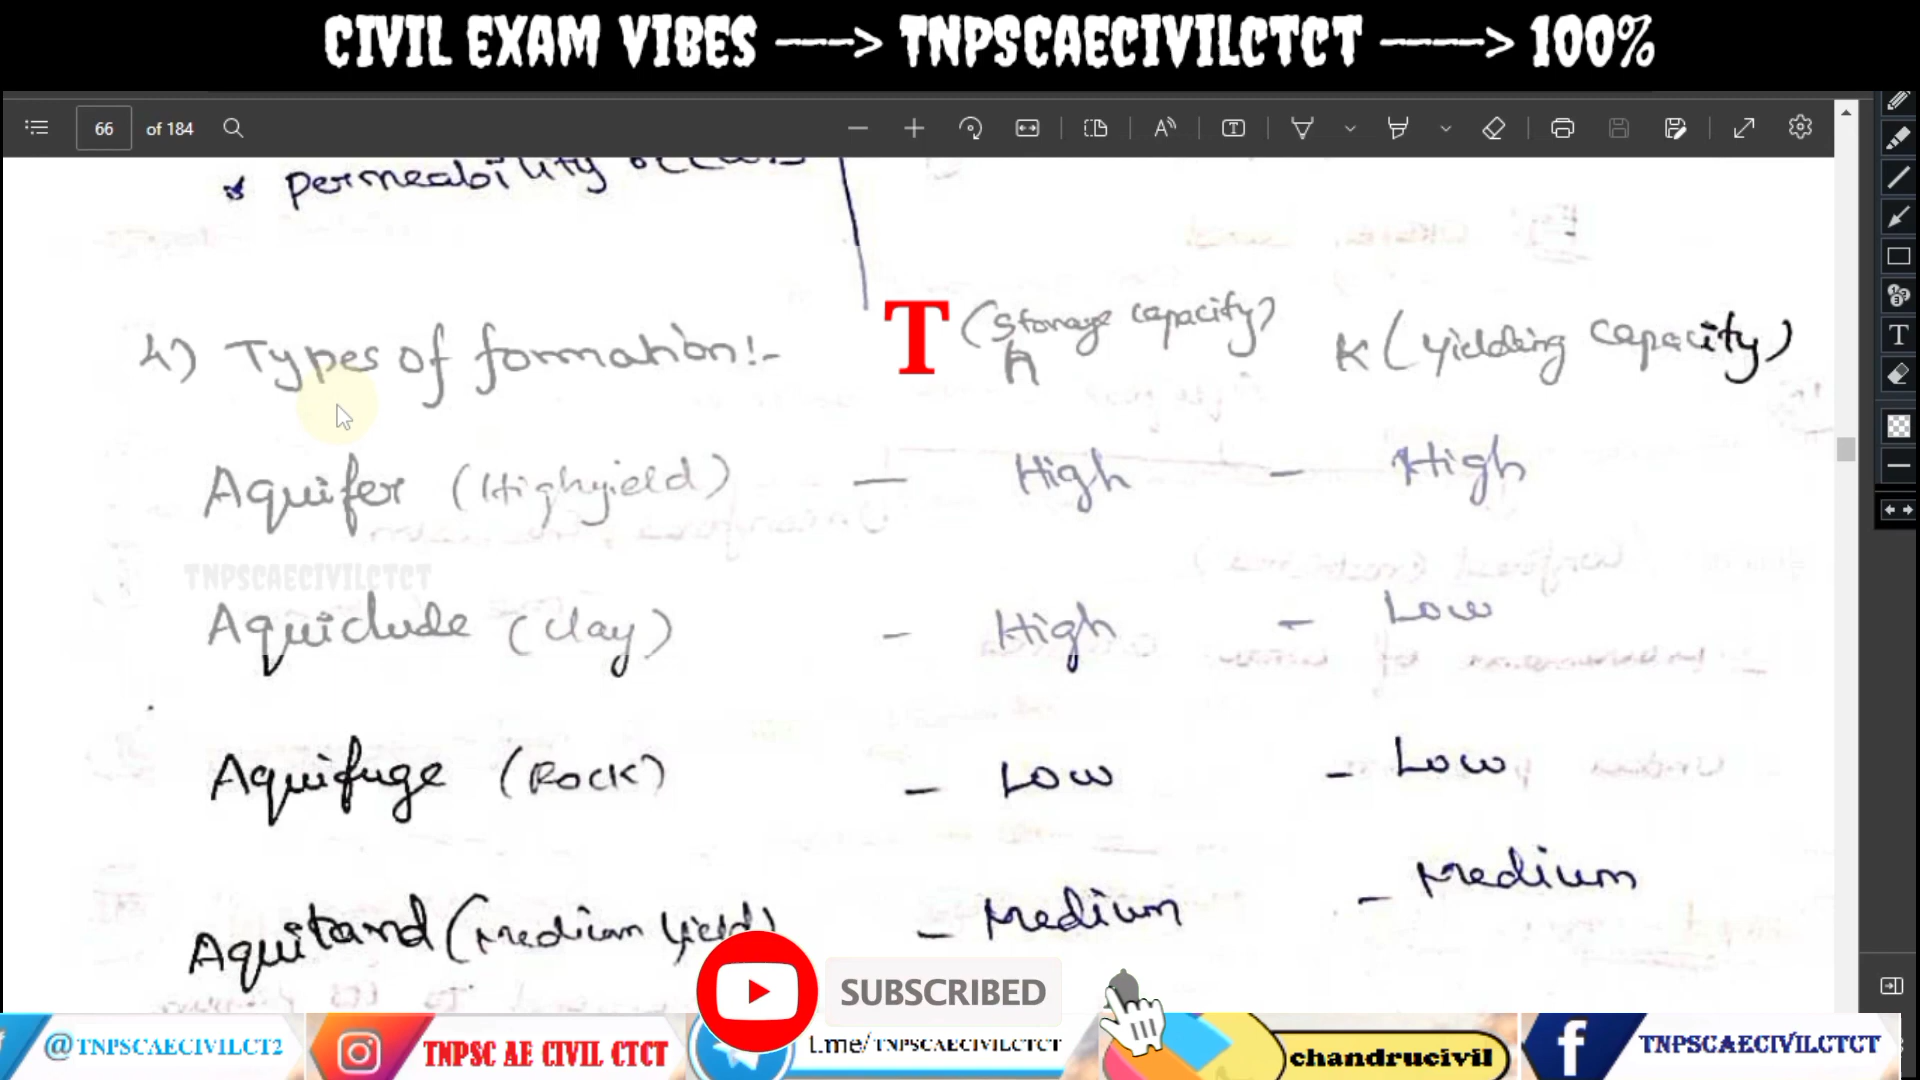 CIVIL EXAM VIBES ---> TNPSCAECIVILCTCT ----> 100%
66 of 184
* permeability
4) Types of formation:- T (Storage capacity) n K (yielding capacity)
Aquifer (Highyield) — High – High
TNPSCAECIVILCTCT
Aquiclude (clay) – High – Low
Aquifuge (Rock) – Low – Low
Aquitand (Medium yield) – Medium – Medium
SUBSCRIBED
@TNPSCAECIVILCT2 TNPSC AE CIVIL CTCT t.me/TNPSCAECIVILCTCT chandrucivil TNPSCAECIVILCTCT